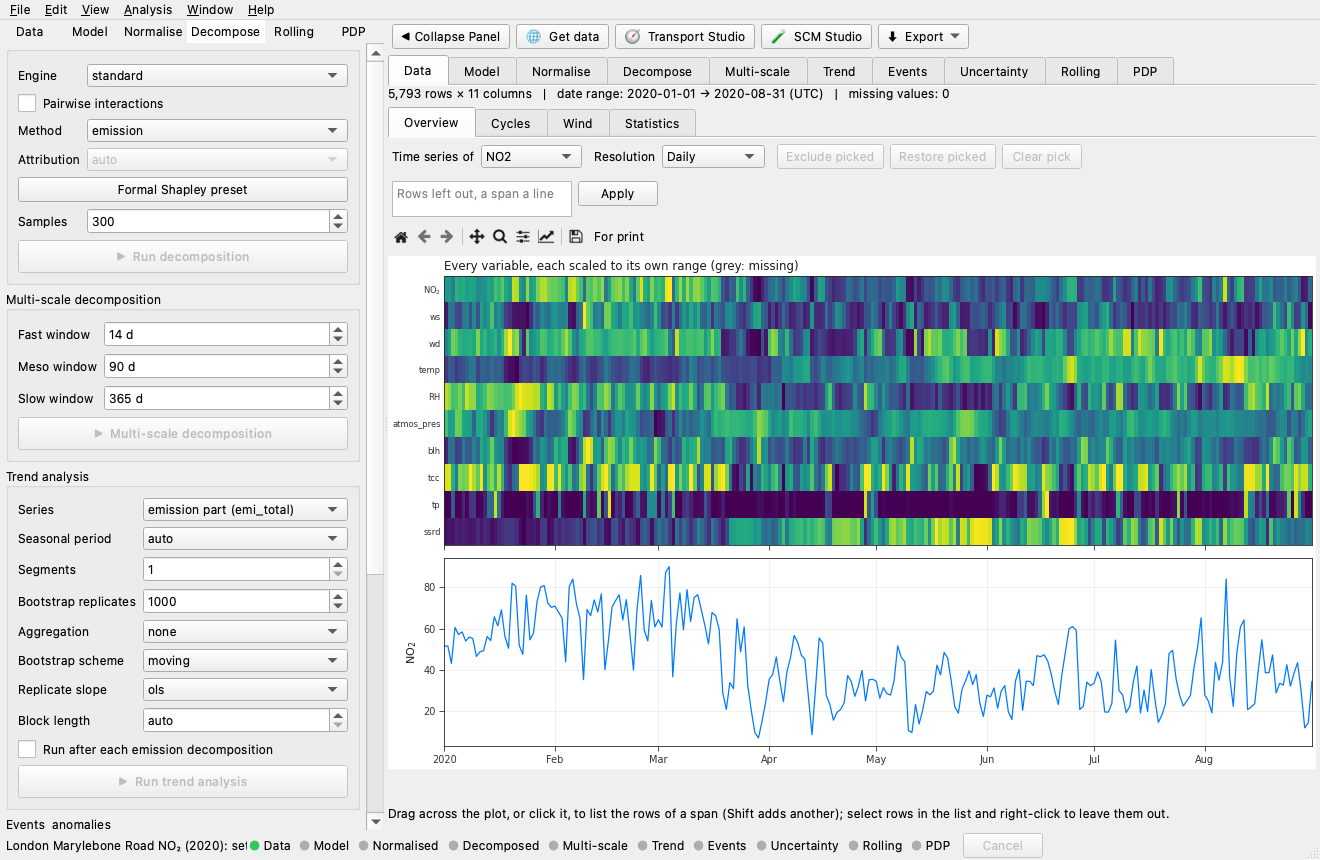 File Edit View Analysis Window Help
Data Model Normalise Decompose Rolling PDP
Collapse Panel Get data Transport Studio SCM Studio Export
Data Model Normalise Decompose Multi-scale Trend Events Uncertainty Rolling PDP
5,793 rows × 11 columns | date range: 2020-01-01 → 2020-08-31 (UTC) | missing values: 0
Overview Cycles Wind Statistics
Time series of NO2 Resolution Daily Exclude picked Restore picked Clear pick
Rows left out, a span a line Apply
For print
Engine standard
Pairwise interactions
Method emission
Attribution auto
Formal Shapley preset
Samples 300
Run decomposition
Multi-scale decomposition
Fast window 14 d
Meso window 90 d
Slow window 365 d
Multi-scale decomposition
Trend analysis
Series emission part (emi_total)
Seasonal period auto
Segments 1
Bootstrap replicates 1000
Aggregation none
Bootstrap scheme moving
Replicate slope ols
Block length auto
Run after each emission decomposition
Run trend analysis
Events anomalies
Every variable, each scaled to its own range (grey: missing)
NO₂
ws
wd
temp
RH
atmos_pres
blh
tcc
tp
ssrd
NO₂
80
60
40
20
2020 Feb Mar Apr May Jun Jul Aug
Drag across the plot, or click it, to list the rows of a span (Shift adds another); select rows in the list and right-click to leave them out.
London Marylebone Road NO₂ (2020): set Data Model Normalised Decomposed Multi-scale Trend Events Uncertainty Rolling PDP Cancel